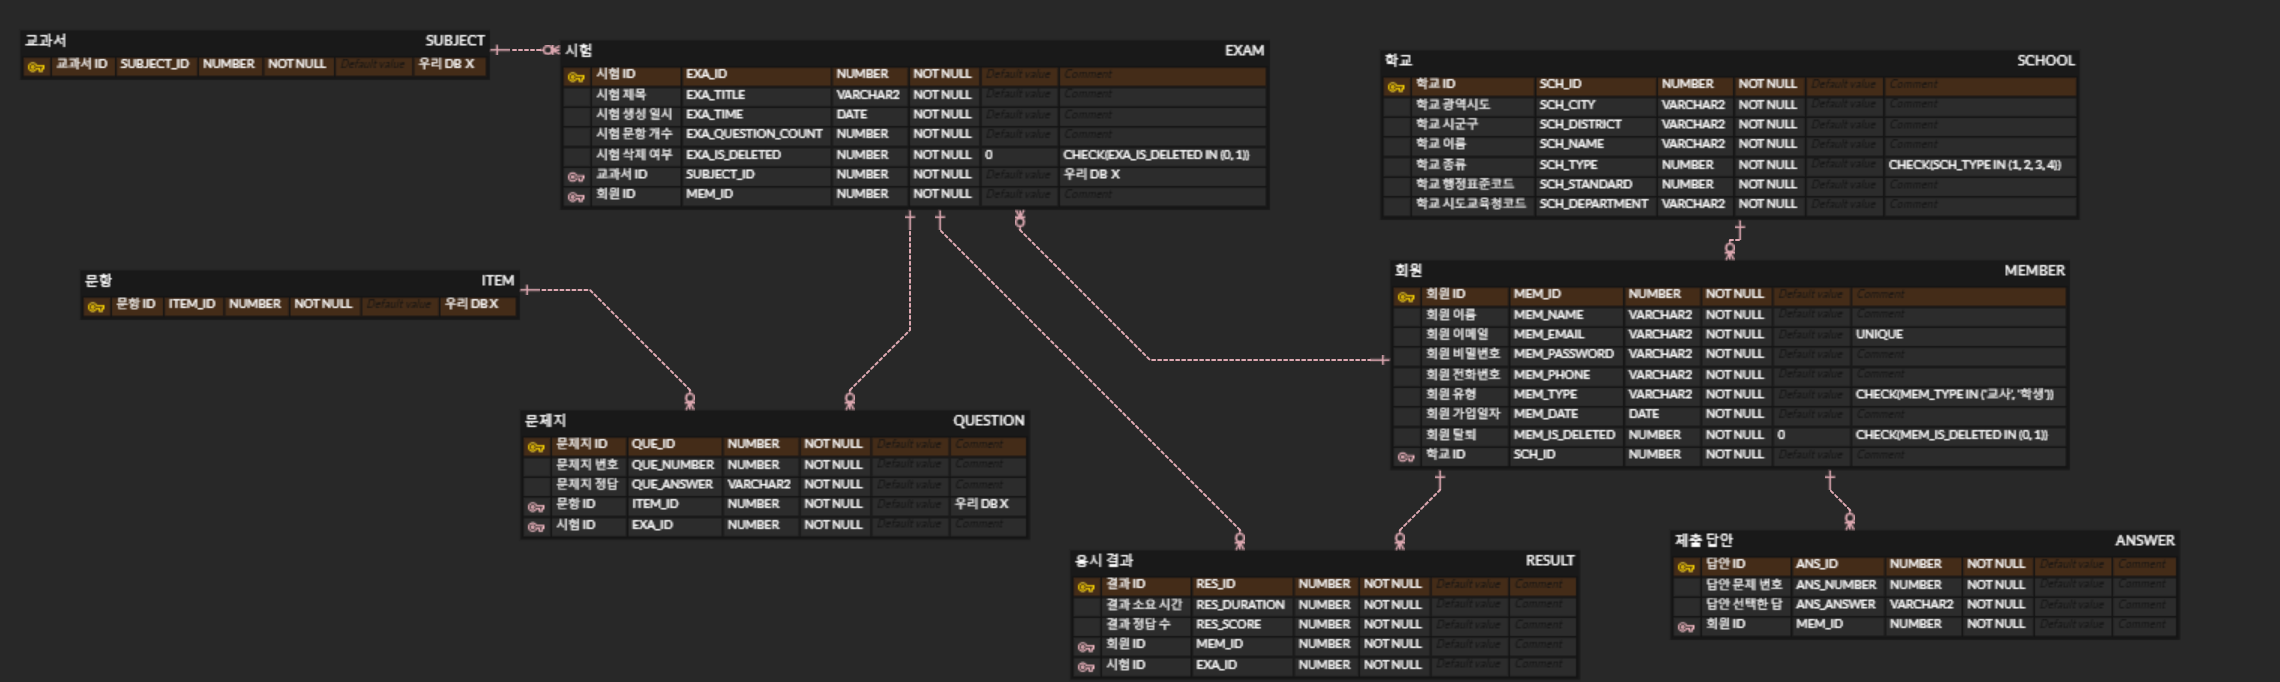 교과서 SUBJECT
교과서 ID SUBJECT_ID NUMBER NOT NULL Default value 우리 DB X
시험 EXAM
시험 ID EXA_ID NUMBER NOT NULL Default value Comment
시험 제목 EXA_TITLE VARCHAR2 NOT NULL Default value Comment
시험 생성 일시 EXA_TIME DATE NOT NULL Default value Comment
시험 문항 개수 EXA_QUESTION_COUNT NUMBER NOT NULL Default value Comment
시험 삭제 여부 EXA_IS_DELETED NUMBER NOT NULL 0 CHECK(EXA_IS_DELETED IN (0, 1))
교과서 ID SUBJECT_ID NUMBER NOT NULL Default value 우리 DB X
회원 ID MEM_ID NUMBER NOT NULL Default value Comment
학교 SCHOOL
학교 ID SCH_ID NUMBER NOT NULL Default value Comment
학교 광역시도 SCH_CITY VARCHAR2 NOT NULL Default value Comment
학교 시군구 SCH_DISTRICT VARCHAR2 NOT NULL Default value Comment
학교 이름 SCH_NAME VARCHAR2 NOT NULL Default value Comment
학교 종류 SCH_TYPE NUMBER NOT NULL Default value CHECK(SCH_TYPE IN (1, 2, 3, 4))
학교 행정표준코드 SCH_STANDARD NUMBER NOT NULL Default value Comment
학교 시도교육청코드 SCH_DEPARTMENT VARCHAR2 NOT NULL Default value Comment
문항 ITEM
문항 ID ITEM_ID NUMBER NOT NULL Default value 우리 DB X
회원 MEMBER
회원 ID MEM_ID NUMBER NOT NULL Default value Comment
회원 이름 MEM_NAME VARCHAR2 NOT NULL Default value Comment
회원 이메일 MEM_EMAIL VARCHAR2 NOT NULL Default value UNIQUE
회원 비밀번호 MEM_PASSWORD VARCHAR2 NOT NULL Default value Comment
회원 전화번호 MEM_PHONE VARCHAR2 NOT NULL Default value Comment
회원 유형 MEM_TYPE VARCHAR2 NOT NULL Default value CHECK(MEM_TYPE IN ('교사', '학생'))
회원 가입일자 MEM_DATE DATE NOT NULL Default value Comment
회원 탈퇴 MEM_IS_DELETED NUMBER NOT NULL 0 CHECK(MEM_IS_DELETED IN (0, 1))
학교 ID SCH_ID NUMBER NOT NULL Default value Comment
문제지 QUESTION
문제지 ID QUE_ID NUMBER NOT NULL Default value Comment
문제지 번호 QUE_NUMBER NUMBER NOT NULL Default value Comment
문제지 정답 QUE_ANSWER VARCHAR2 NOT NULL Default value Comment
문항 ID ITEM_ID NUMBER NOT NULL Default value 우리 DB X
시험 ID EXA_ID NUMBER NOT NULL Default value Comment
응시 결과 RESULT
결과 ID RES_ID NUMBER NOT NULL Default value Comment
결과 소요 시간 RES_DURATION NUMBER NOT NULL Default value Comment
결과 정답 수 RES_SCORE NUMBER NOT NULL Default value Comment
회원 ID MEM_ID NUMBER NOT NULL Default value Comment
시험 ID EXA_ID NUMBER NOT NULL Default value Comment
제출 답안 ANSWER
답안 ID ANS_ID NUMBER NOT NULL Default value Comment
답안 문제 번호 ANS_NUMBER NUMBER NOT NULL Default value Comment
답안 선택한 답 ANS_ANSWER VARCHAR2 NOT NULL Default value Comment
회원 ID MEM_ID NUMBER NOT NULL Default value Comment